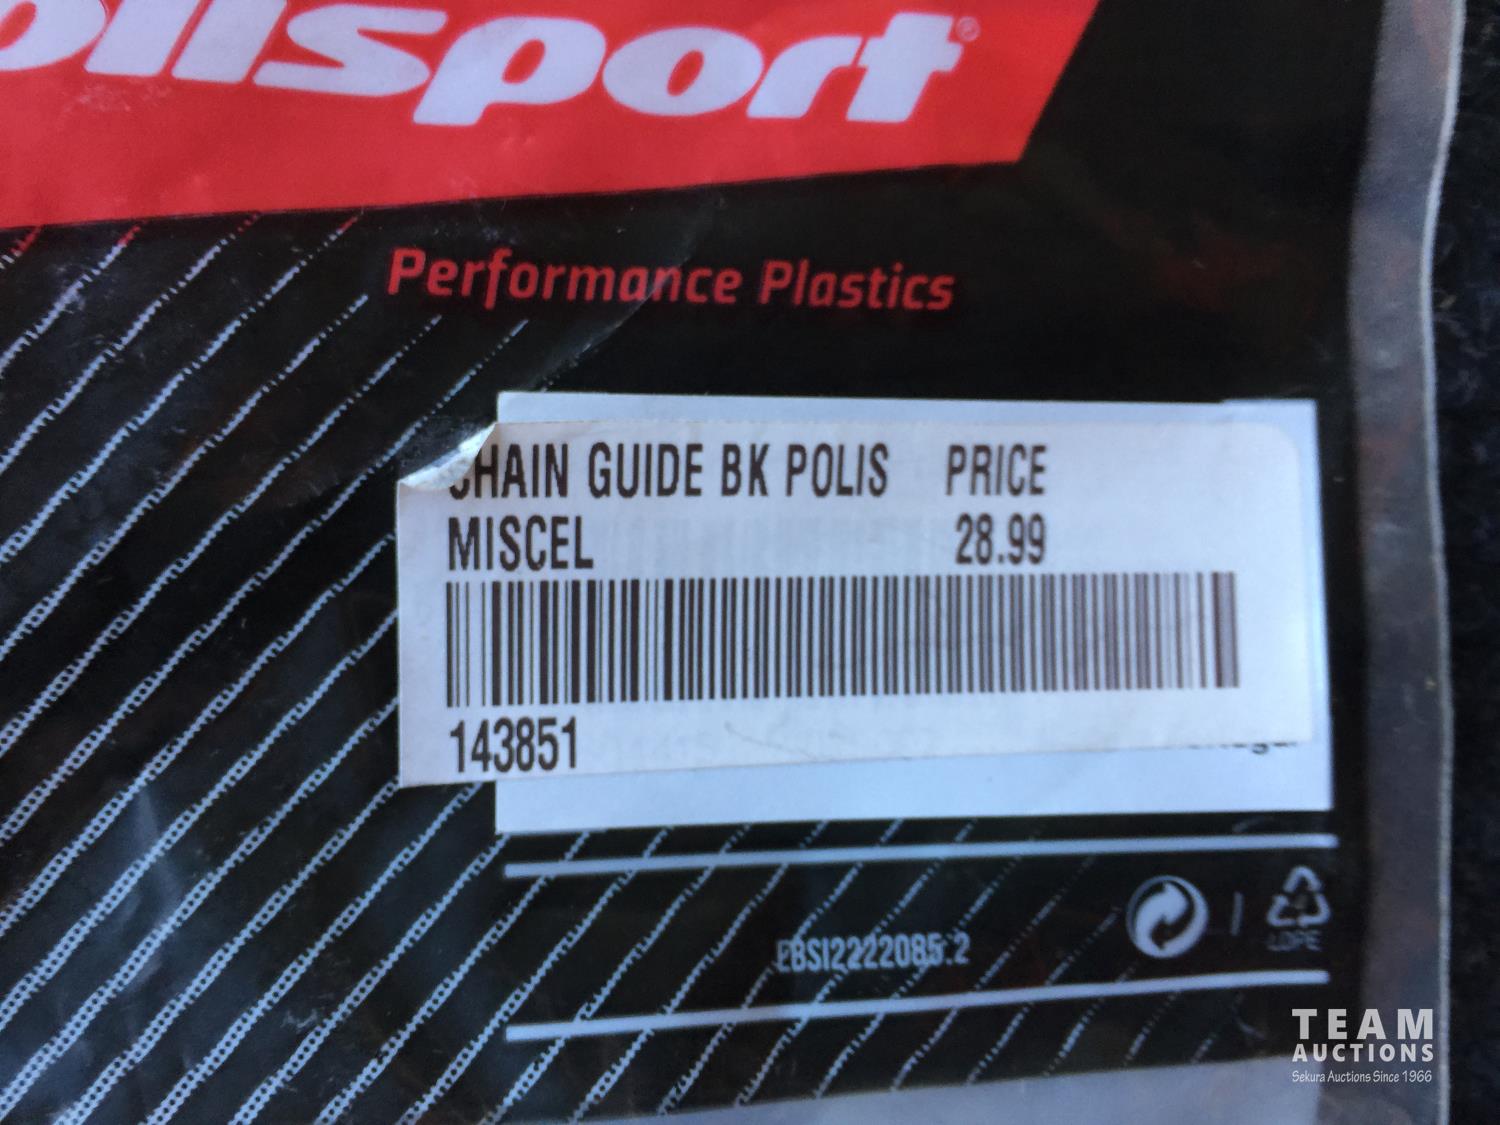 olisport®
Performance Plastics
CHAIN GUIDE BK POLIS PRICE
MISCEL 28.99
143851
EBSI2222085.2
LDPE
TEAM
AUCTIONS
Sekura Auctions Since 1966